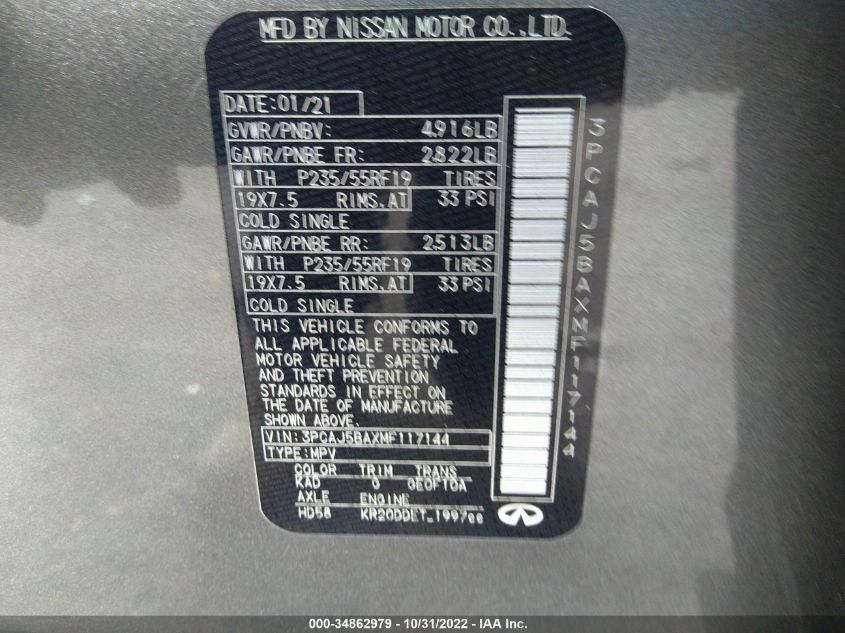 MFD BY NISSAN MOTOR CO.,LTD.
DATE:01/21
GVWR/PNBV: 4916LB
GAWR/PNBE FR: 2822LB
WITH P235/55RF19 TIRES
19X7.5 RIMS,AT 33 PSI
COLD SINGLE
GAWR/PNBE RR: 2513LB
WITH P235/55RF19 TIRES
19X7.5 RIMS,AT 33 PSI
COLD SINGLE
THIS VEHICLE CONFORMS TO
ALL APPLICABLE FEDERAL
MOTOR VEHICLE SAFETY
AND THEFT PREVENTION
STANDARDS IN EFFECT ON
THE DATE OF MANUFACTURE
SHOWN ABOVE.
VIN:3PCAJ5BAXMF117144
TYPE:MPV
COLOR TRIM TRANS
KAD G 0E0F10A
AXLE ENGINE
HD58 KR20DDET_1997cc
3PCAJ5BAXMF117144
000-34862979 - 10/31/2022 - IAA Inc.